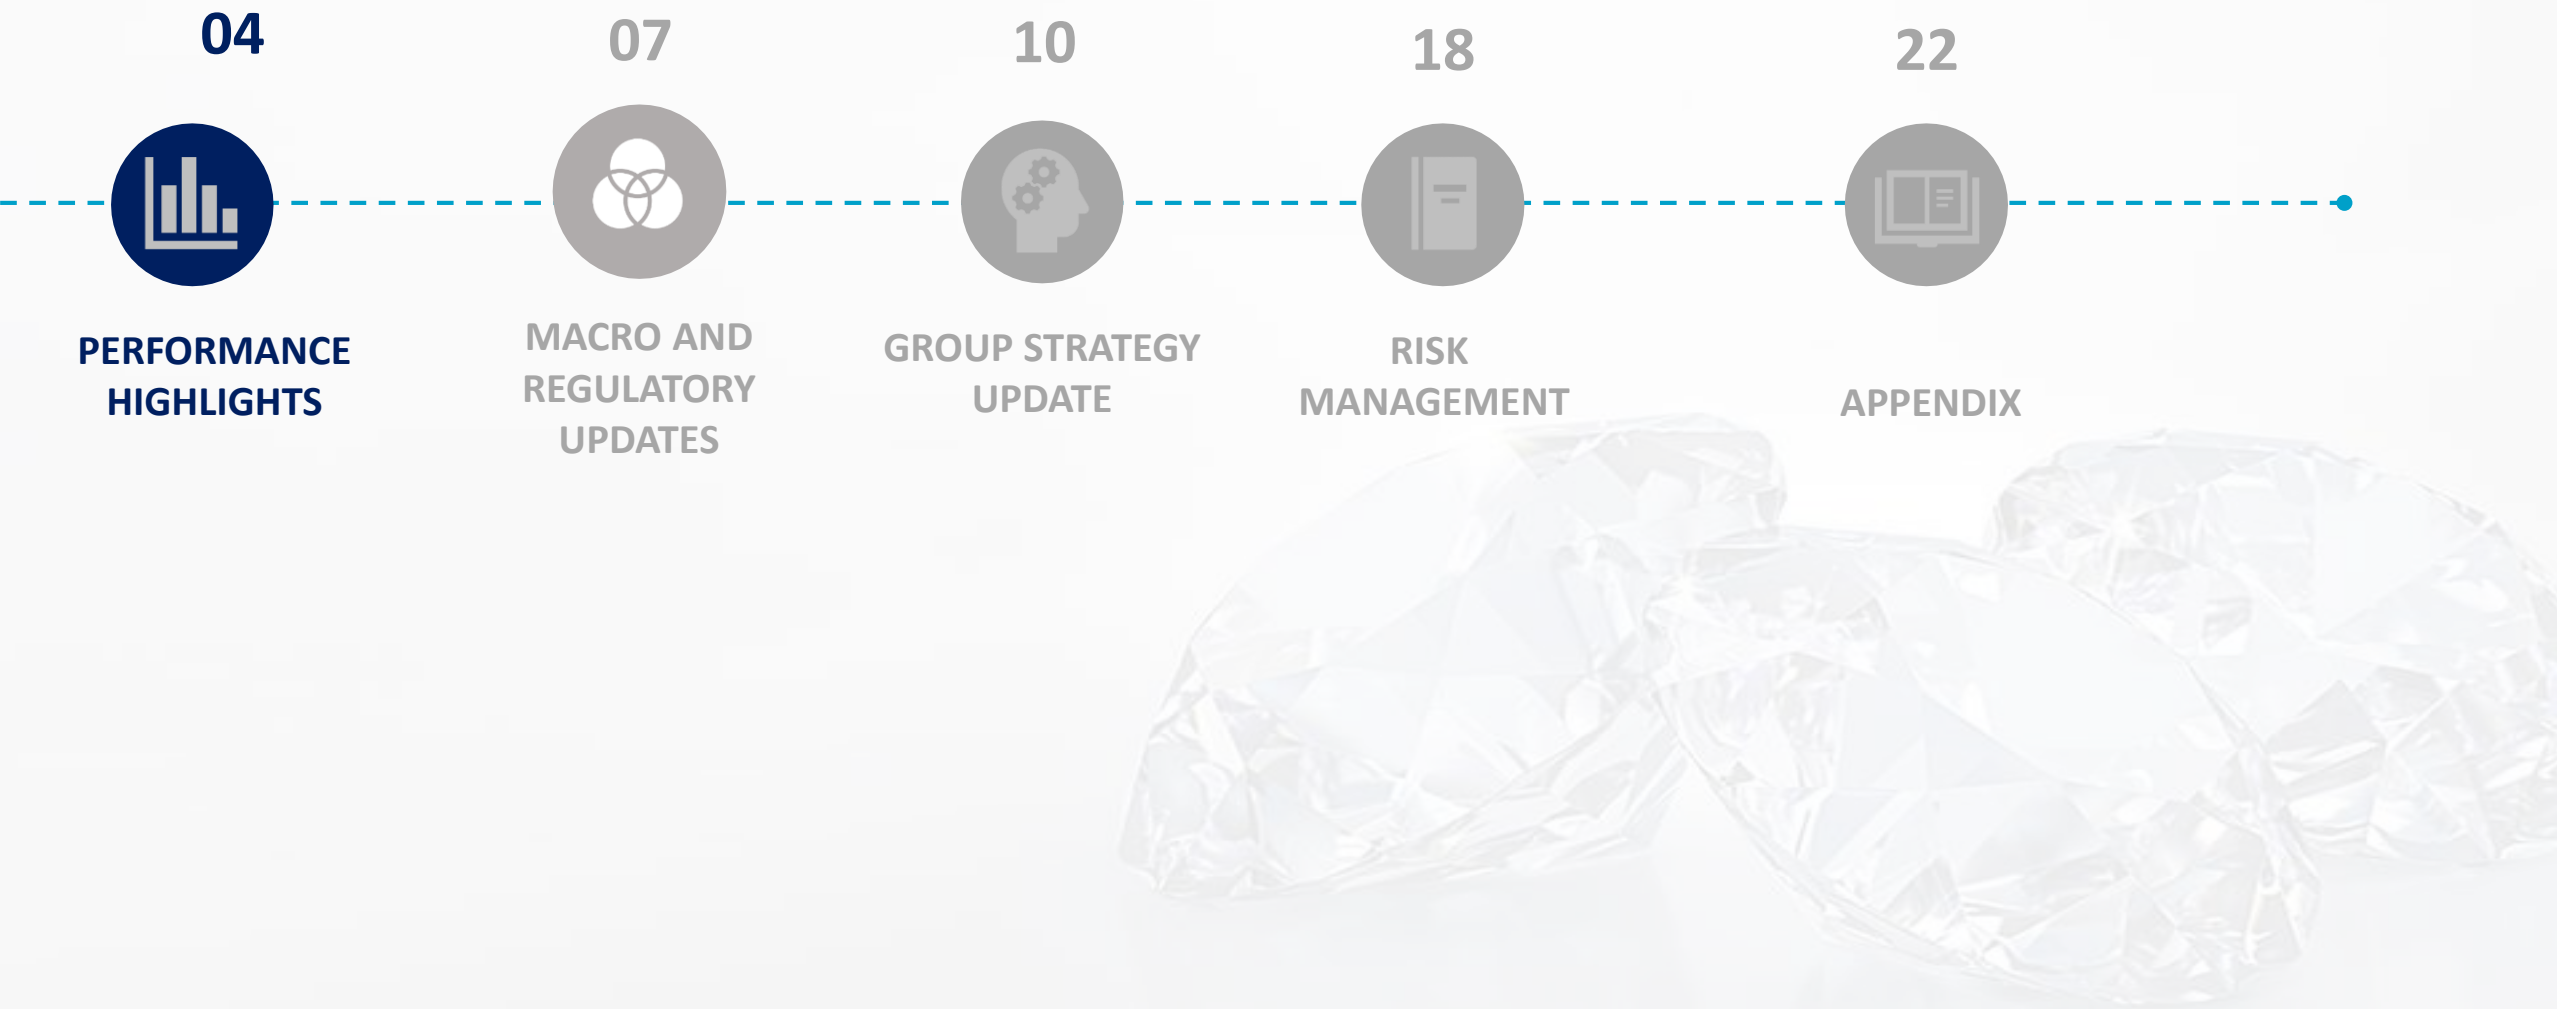 04
PERFORMANCE
HIGHLIGHTS
07
MACRO AND
REGULATORY
UPDATES
10
GROUP STRATEGY
UPDATE
18
RISK
MANAGEMENT
22
APPENDIX